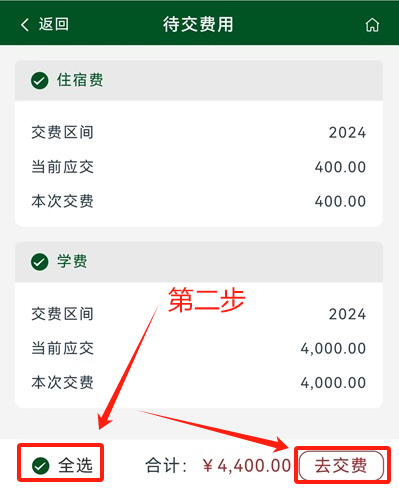 返回 待交费用
住宿费
交费区间 2024
当前应交 400.00
本次交费 400.00
学费
第二步
交费区间 2024
当前应交 4,000.00
本次交费 4,000.00
全选 合计：￥4,400.00 去交费